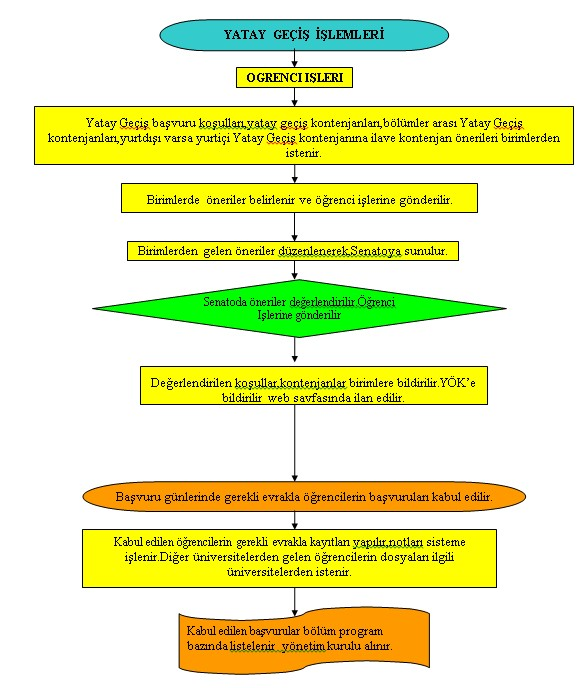 YATAY GEÇİŞ İŞLEMLERİ
OGRENCI ISLERI
Yatay Geçiş başvuru koşulları,yatay geçiş kontenjanları,bölümler arası Yatay Geçiş
kontenjanları,yurtdışı varsa yurtiçi Yatay Geçiş kontenjanına ilave kontenjan önerileri birimlerden
istenir.
Birimlerde öneriler belirlenir ve öğrenci işlerine gönderilir.
Birimlerden gelen öneriler düzenlenerek,Senatoya sunulur.
Senatoda öneriler değerlendirilir.Öğrenci
İşlerine gönderilir
Değerlendirilen koşullar,kontenjanlar birimlere bildirilir.YÖK’e
bildirilir web sayfasında ilan edilir.
Başvuru günlerinde gerekli evrakla öğrencilerin başvuruları kabul edilir.
Kabul edilen öğrencilerin gerekli evrakla kayıtları yapılır,notları sisteme
işlenir.Diğer üniversitelerden gelen öğrencilerin dosyaları ilgili
üniversitelerden istenir.
Kabul edilen başvurular bölüm program
bazında listelenir yönetim kurulu alınır.